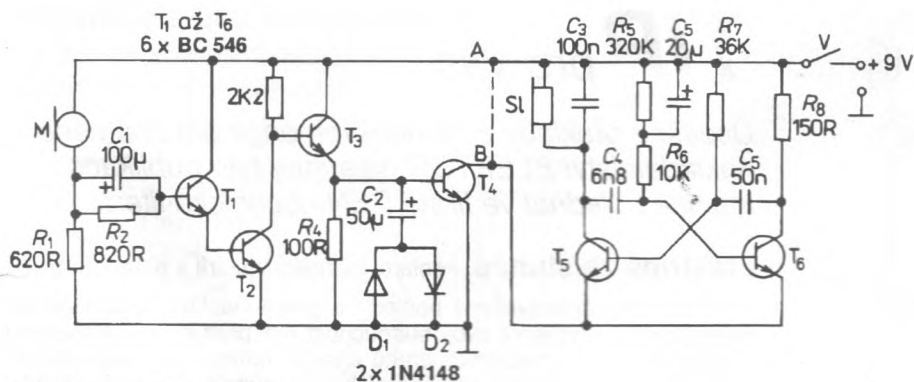 T1 až T6
6 x BC 546
A
C3
100n
R5
320K
C5
20µ
R7
36K
V
+ 9 V
2K2
M
C1
100µ
+
T3
Sl
R8
150R
B
T4
C4
6n8
R6
10K
C5
50n
T1
C2
50µ
+
R1
620R
R2
820R
R4
100R
T2
T5
T6
D1
D2
2 x 1N4148